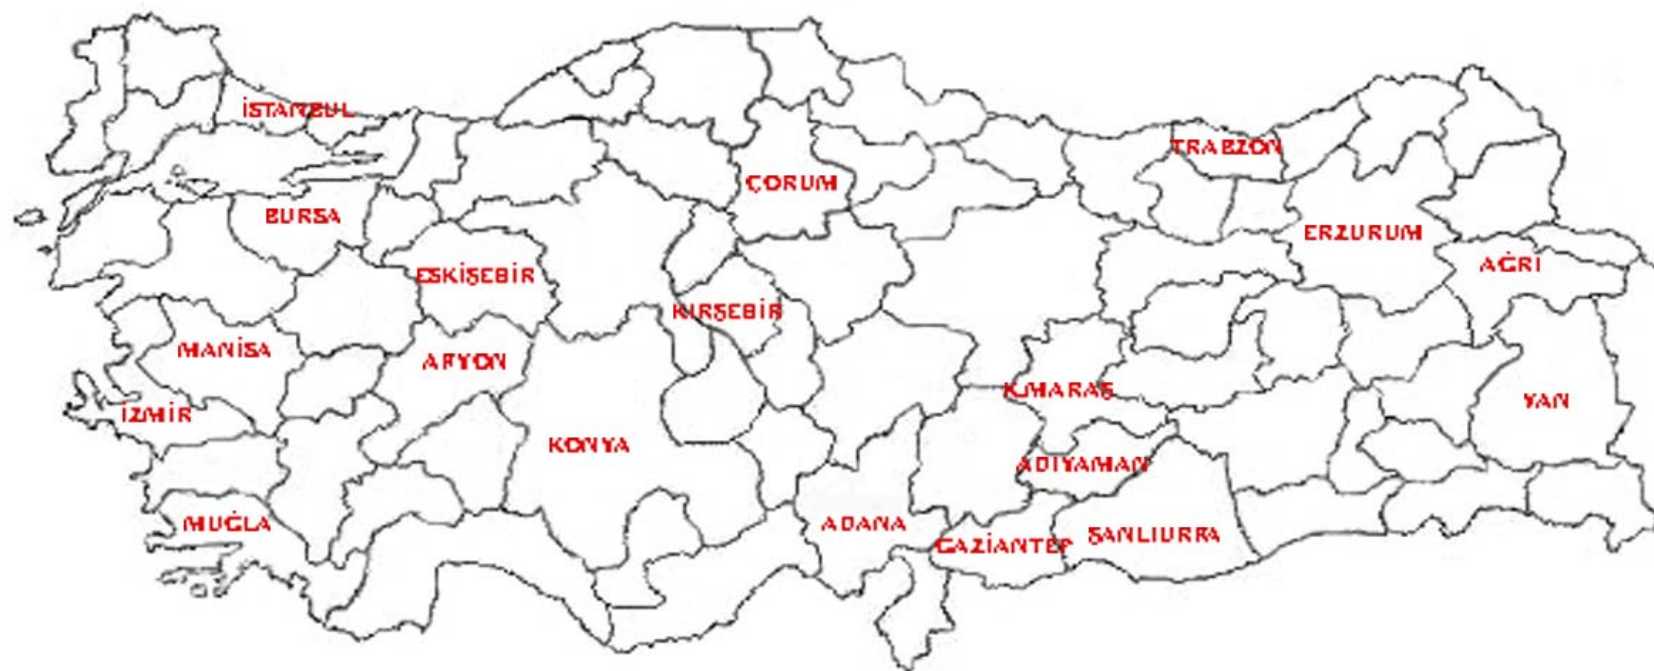 İSTANBUL
TRABZON
ÇORUM
BURSA
ERZURUM
AĞRI
ESKİŞEBİR
KIRŞEBİR
MANİSA
AFYON
K.MARAŞ
VAN
İZMİR
KONYA
ADIYAMAN
MUĞLA
ADANA
GAZİANTEP
ŞANLIURFA